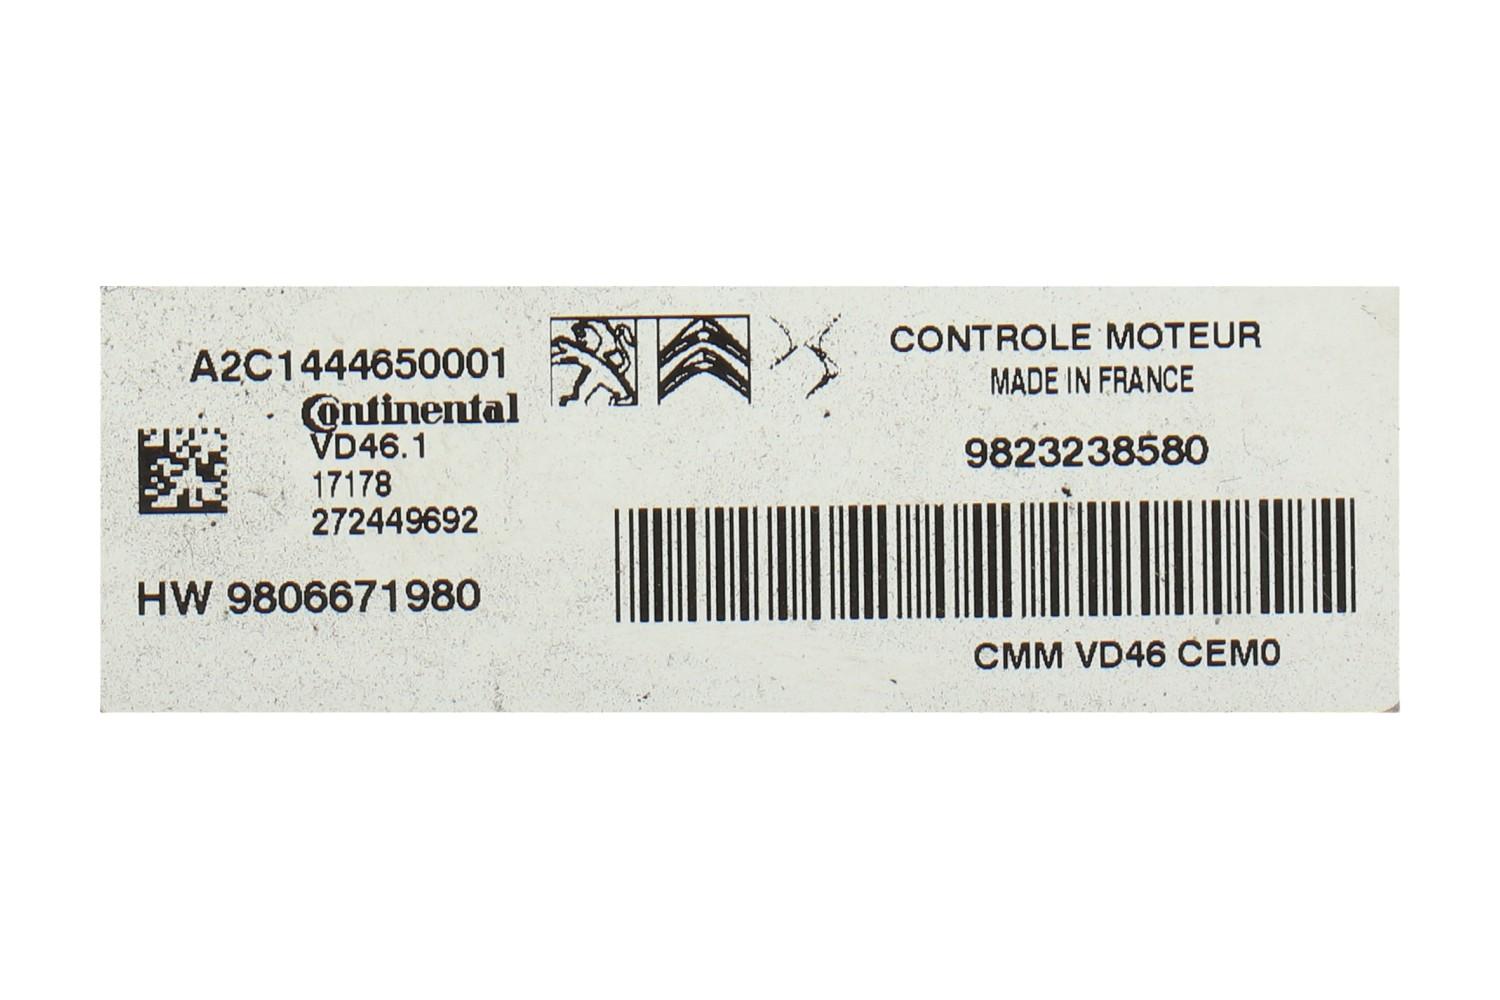 A2C1444650001
Continental
VD46.1
17178
272449692
HW 9806671980
CONTROLE MOTEUR
MADE IN FRANCE
9823238580
CMM VD46 CEM0